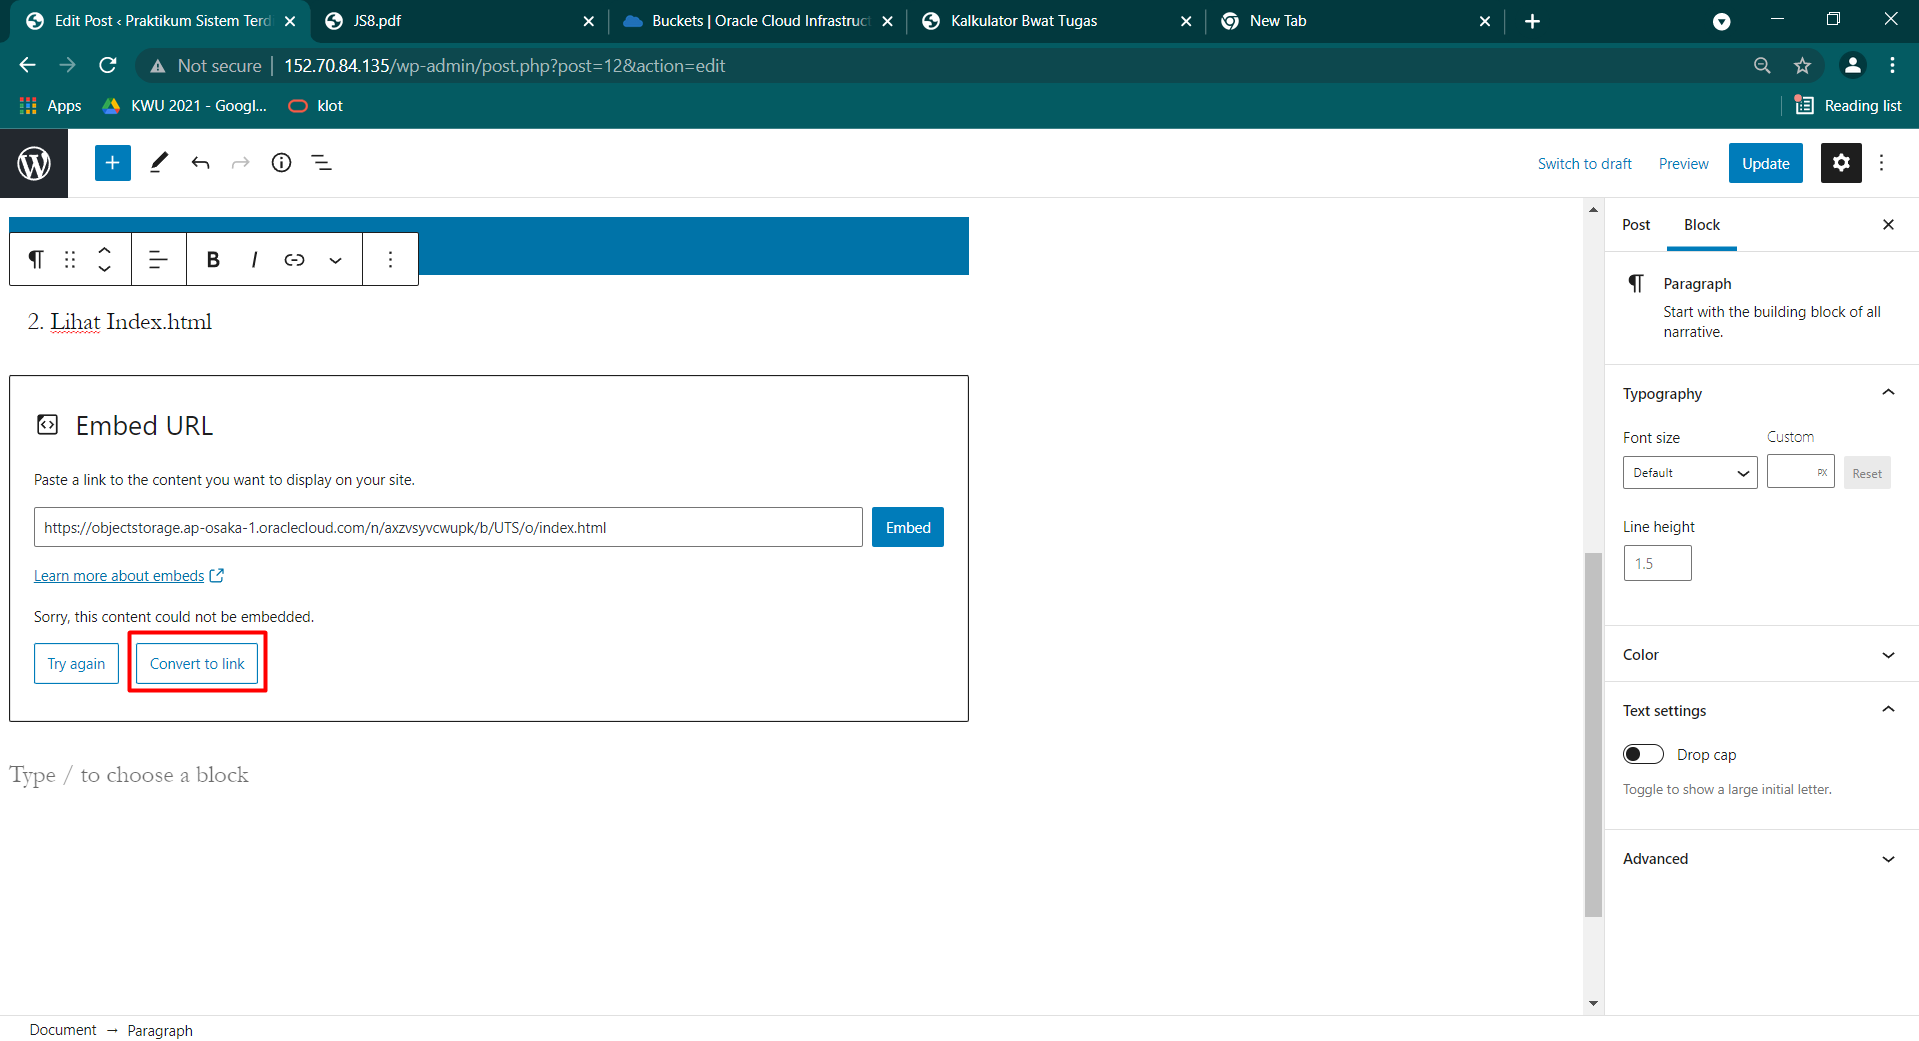 Edit Post ‹ Praktikum Sistem Terdi
JS8.pdf
Buckets | Oracle Cloud Infrastruct
Kalkulator Bwat Tugas
New Tab
Not secure
152.70.84.135/wp-admin/post.php?post=12&action=edit
Apps
KWU 2021 - Googl...
klot
Reading list
Switch to draft
Preview
Update
B I
2. Lihat Index.html
Embed URL
Paste a link to the content you want to display on your site.
https://objectstorage.ap-osaka-1.oraclecloud.com/n/axzvsyvcwupk/b/UTS/o/index.html
Embed
Learn more about embeds
Sorry, this content could not be embedded.
Try again
Convert to link
Type / to choose a block
Post
Block
Paragraph
Start with the building block of all
narrative.
Typography
Font size
Custom
Default
PX
Reset
Line height
1.5
Color
Text settings
Drop cap
Toggle to show a large initial letter.
Advanced
Document → Paragraph